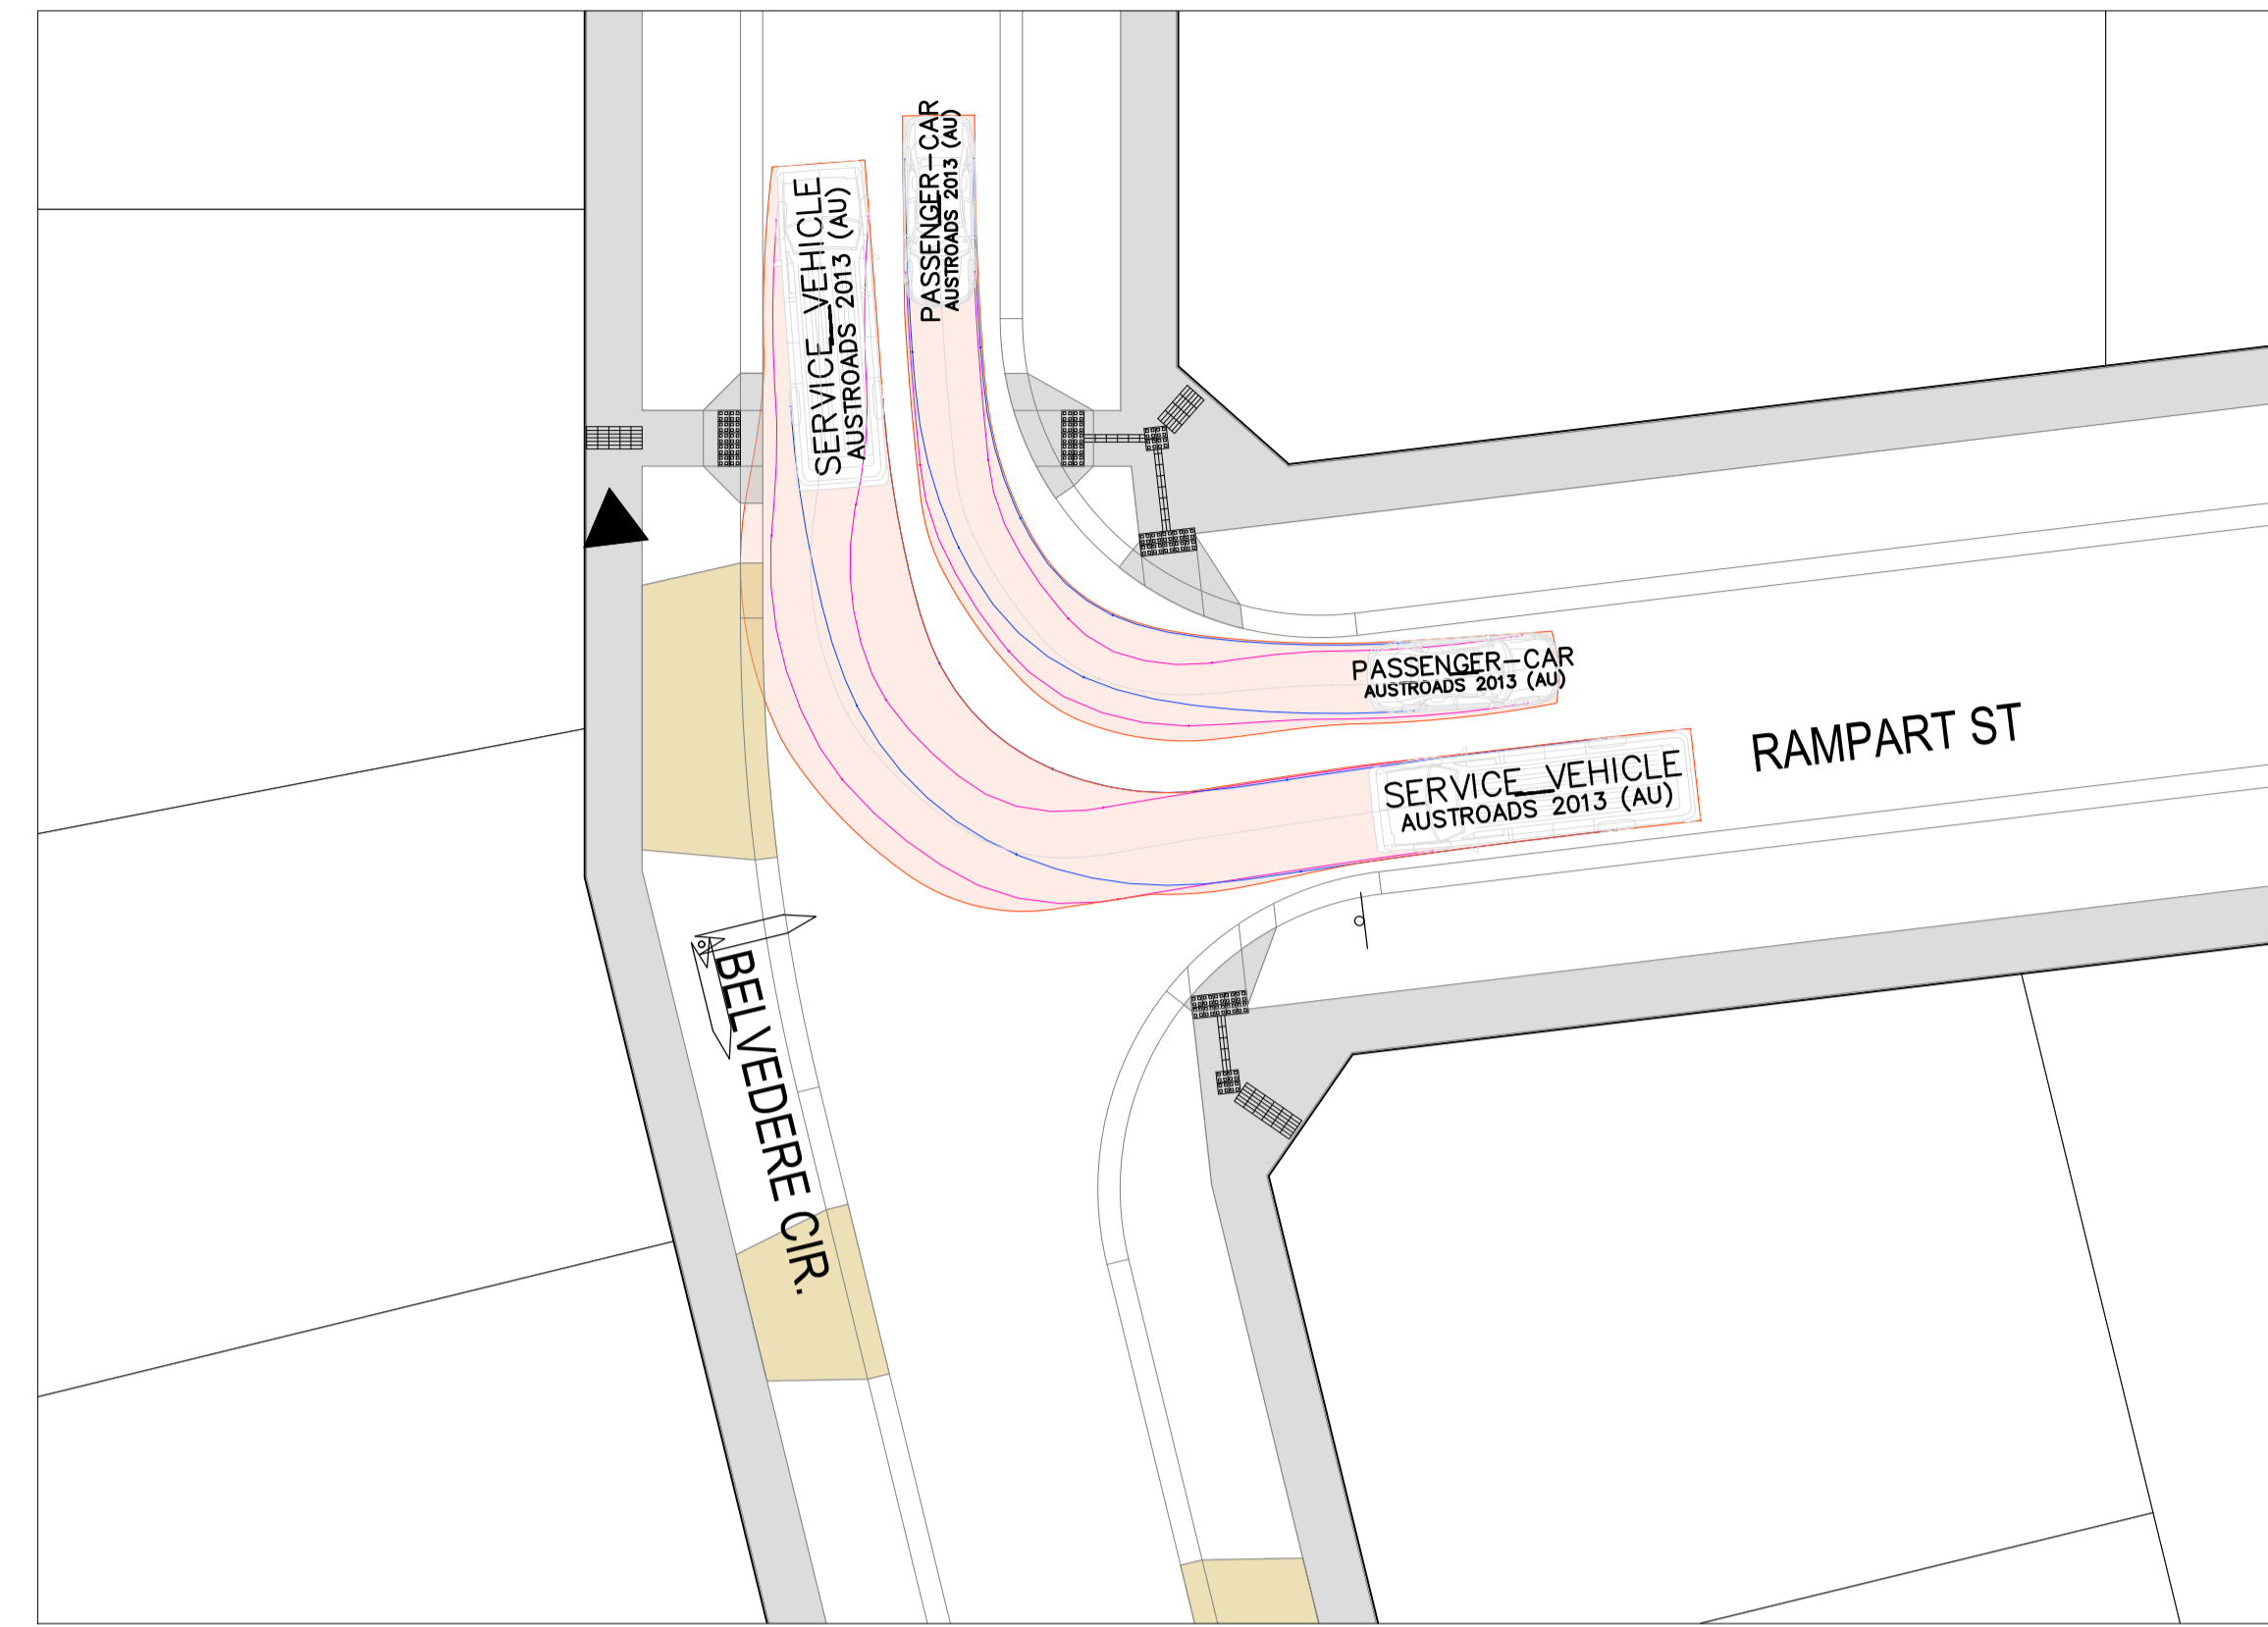 SERVICE_VEHICLE
AUSTROADS 2013 (AU)
PASSENGER-CAR
AUSTROADS 2013 (AU)
PASSENGER-CAR
AUSTROADS 2013 (AU)
SERVICE_VEHICLE
AUSTROADS 2013 (AU)
RAMPART ST
BELVEDERE CIR.